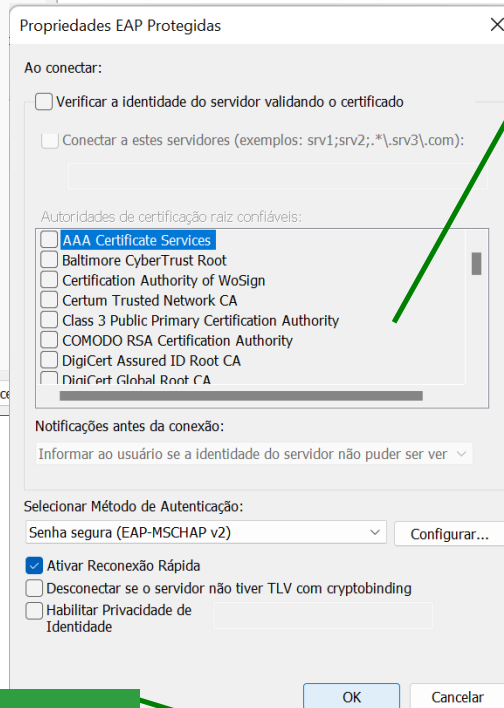 Propriedades EAP Protegidas
Ao conectar:
Verificar a identidade do servidor validando o certificado
Conectar a estes servidores (exemplos: srv1;srv2;.*\.srv3\.com):
Autoridades de certificação raiz confiáveis:
AAA Certificate Services
Baltimore CyberTrust Root
Certification Authority of WoSign
Certum Trusted Network CA
Class 3 Public Primary Certification Authority
COMODO RSA Certification Authority
DigiCert Assured ID Root CA
DigiCert Global Root CA
Notificações antes da conexão:
Informar ao usuário se a identidade do servidor não puder ser ver
Selecionar Método de Autenticação:
Senha segura (EAP-MSCHAP v2)
Configurar...
Ativar Reconexão Rápida
Desconectar se o servidor não tiver TLV com cryptobinding
Habilitar Privacidade de
Identidade
OK Cancelar